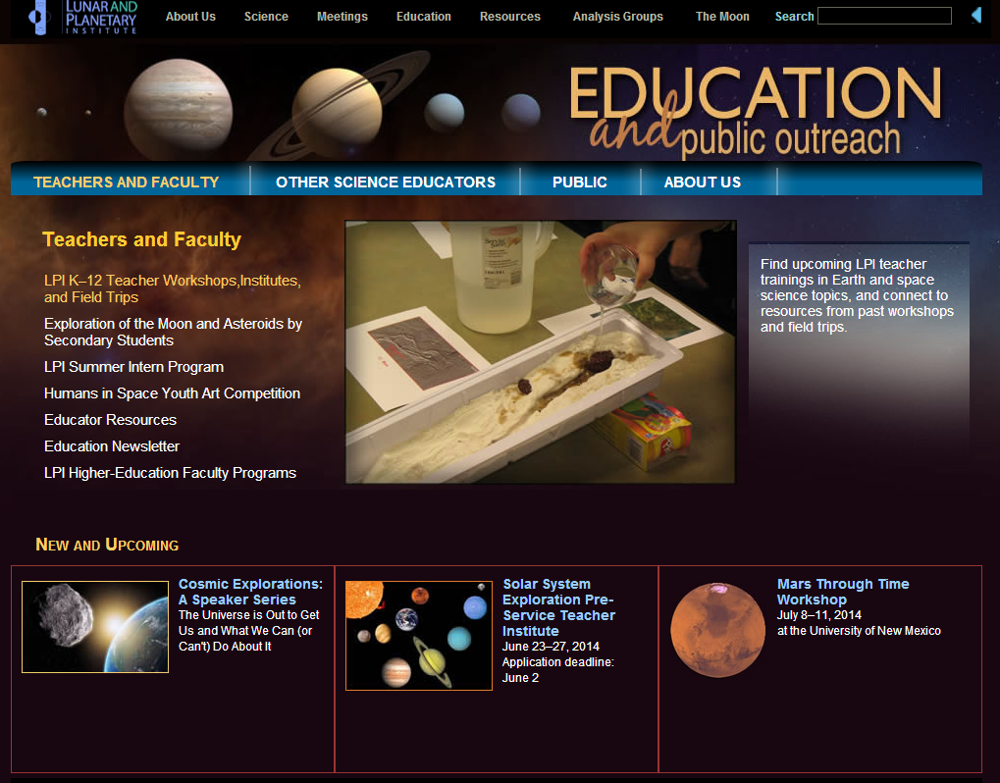 LUNAR AND
PLANETARY
INSTITUTE
About Us
Science
Meetings
Education
Resources
Analysis Groups
The Moon
Search
EDUCATION
and public outreach
TEACHERS AND FACULTY
OTHER SCIENCE EDUCATORS
PUBLIC
ABOUT US
Teachers and Faculty
LPI K–12 Teacher Workshops,Institutes,
and Field Trips
Exploration of the Moon and Asteroids by
Secondary Students
LPI Summer Intern Program
Humans in Space Youth Art Competition
Educator Resources
Education Newsletter
LPI Higher-Education Faculty Programs
Find upcoming LPI teacher
trainings in Earth and space
science topics, and connect to
resources from past workshops
and field trips.
New and Upcoming
Cosmic Explorations:
A Speaker Series
The Universe is Out to Get
Us and What We Can (or
Can't) Do About It
Solar System
Exploration Pre-
Service Teacher
Institute
June 23–27, 2014
Application deadline:
June 2
Mars Through Time
Workshop
July 8–11, 2014
at the University of New Mexico